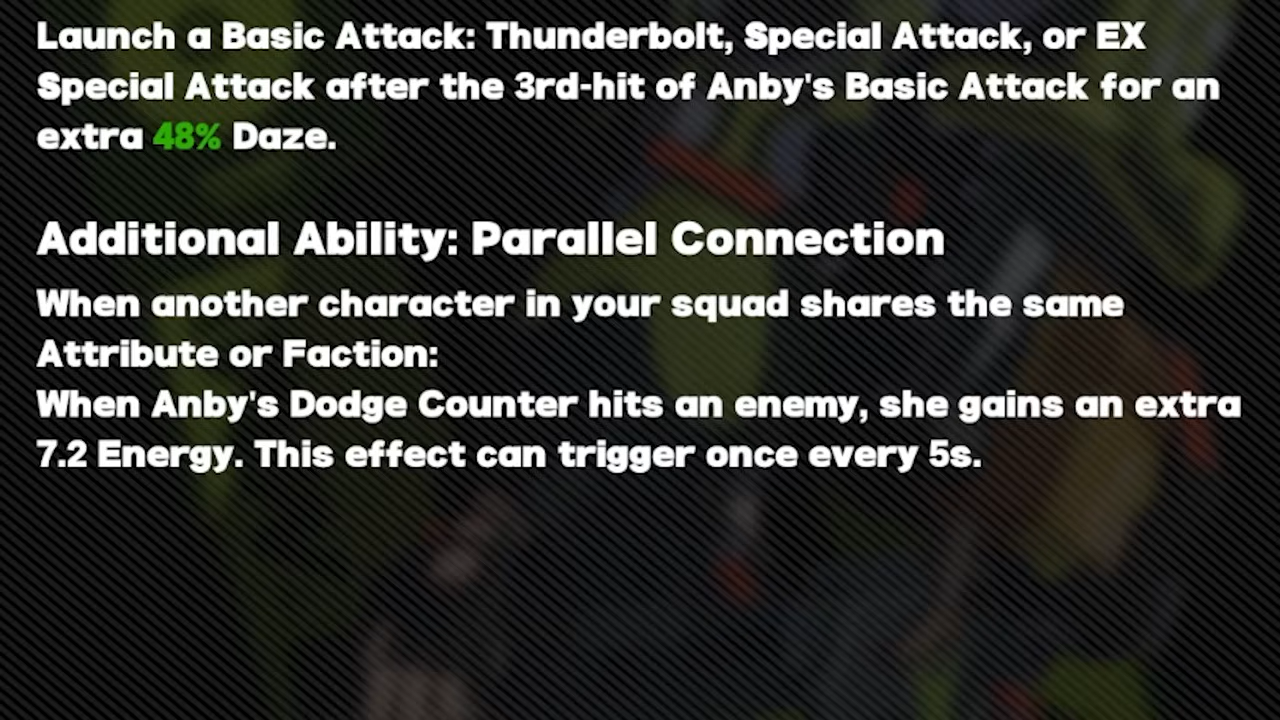 Launch a Basic Attack: Thunderbolt, Special Attack, or EX
Special Attack after the 3rd-hit of Anby's Basic Attack for an
extra 48% Daze.
Additional Ability: Parallel Connection
When another character in your squad shares the same
Attribute or Faction:
When Anby's Dodge Counter hits an enemy, she gains an extra
7.2 Energy. This effect can trigger once every 5s.